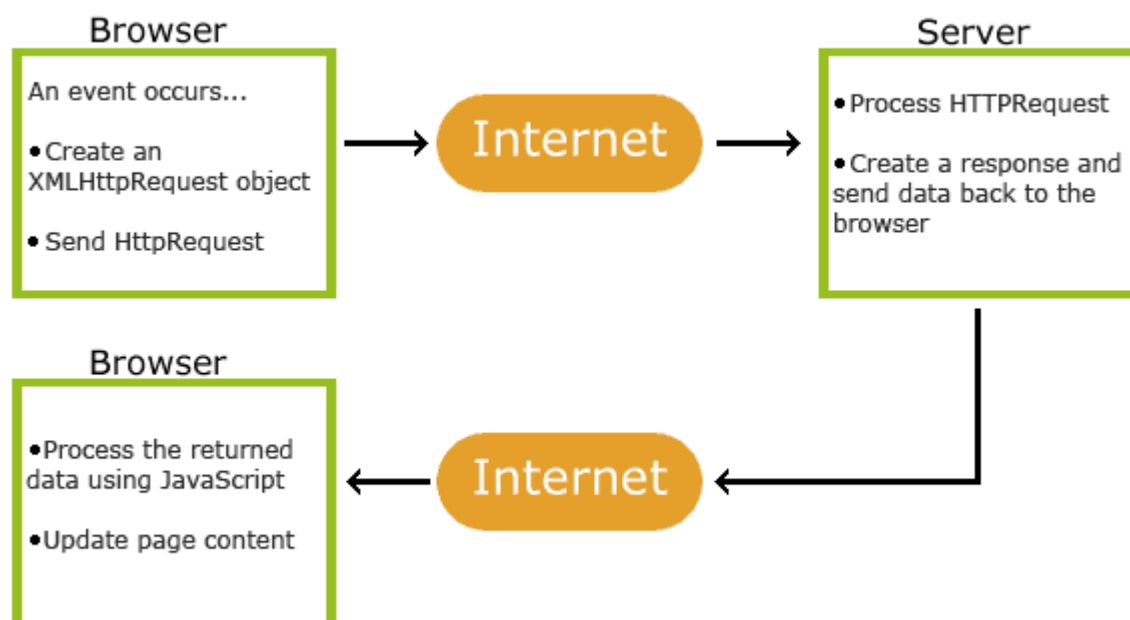 Browser
An event occurs...
•Create an
XMLHttpRequest object
• Send HttpRequest
Internet
Server
•Process HTTPRequest
•Create a response and
send data back to the
browser
Browser
•Process the returned
data using JavaScript
•Update page content
Internet